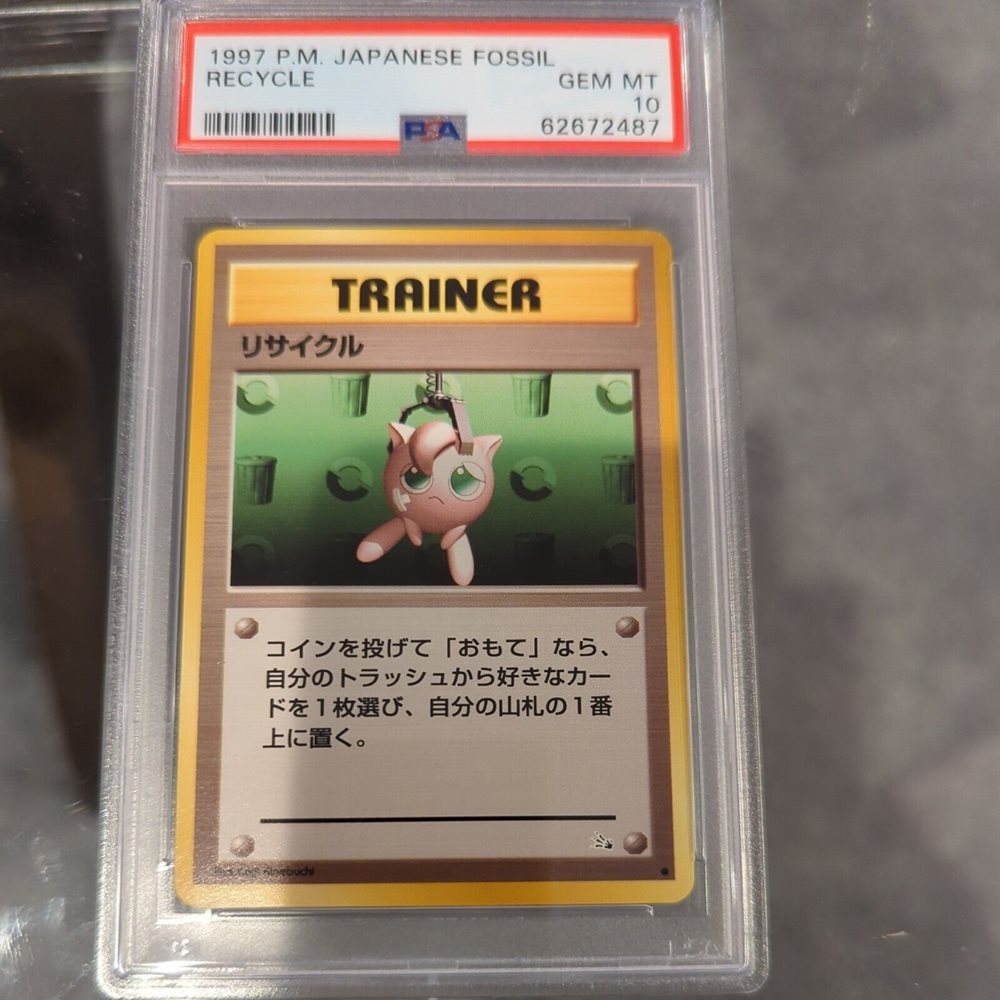 1997 P.M. JAPANESE FOSSIL
RECYCLE
GEM MT
10
PSA
62672487
TRAINER
リサイクル
コインを投げて「おもて」なら、
自分のトラッシュから好きなカー
ドを1枚選び、自分の山札の1番
上に置く。
Illus. Keiji Kinebuchi